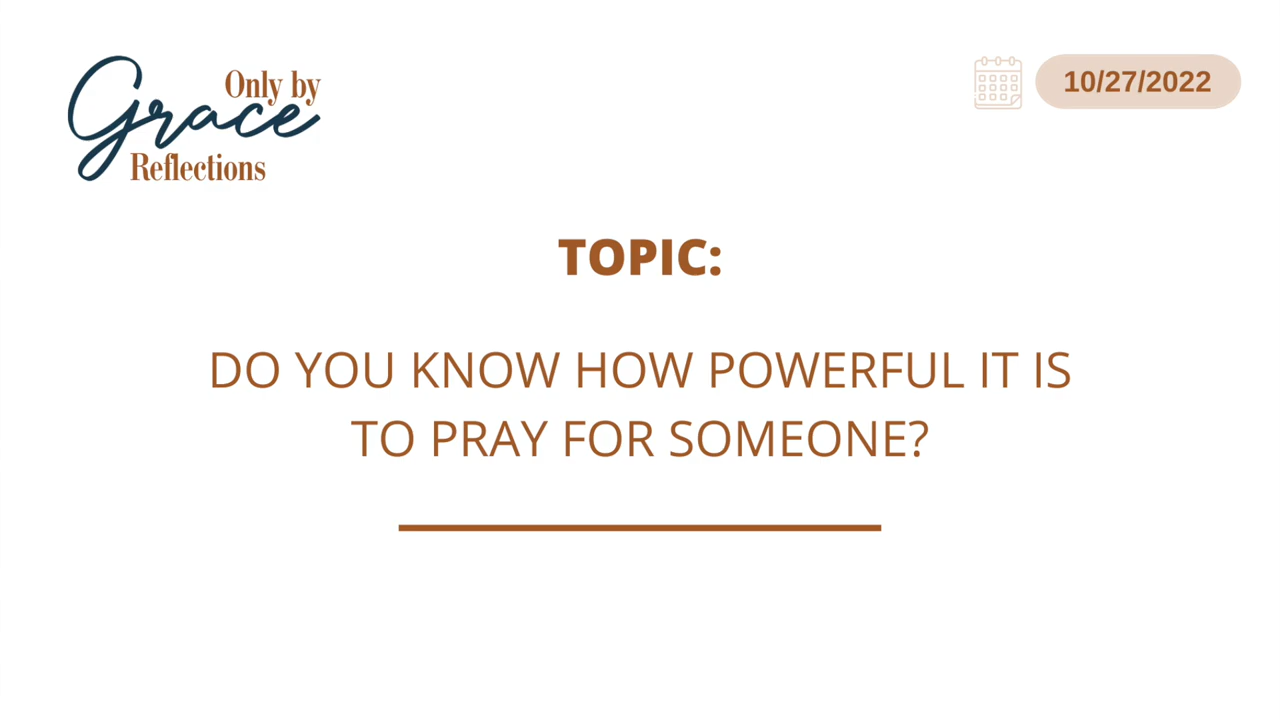 Only by
Grace
Reflections
10/27/2022
TOPIC:
DO YOU KNOW HOW POWERFUL IT IS
TO PRAY FOR SOMEONE?